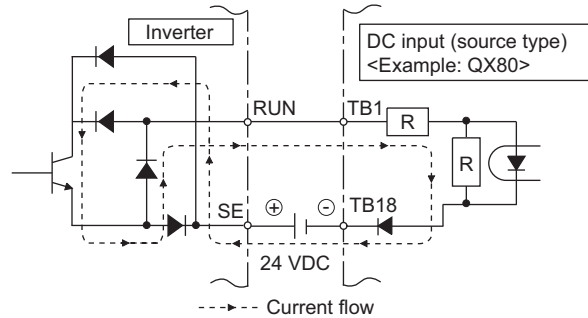 Inverter
DC input (source type)
<Example: QX80>
RUN
TB1
R
R
SE
+
-
TB18
24 VDC
Current flow